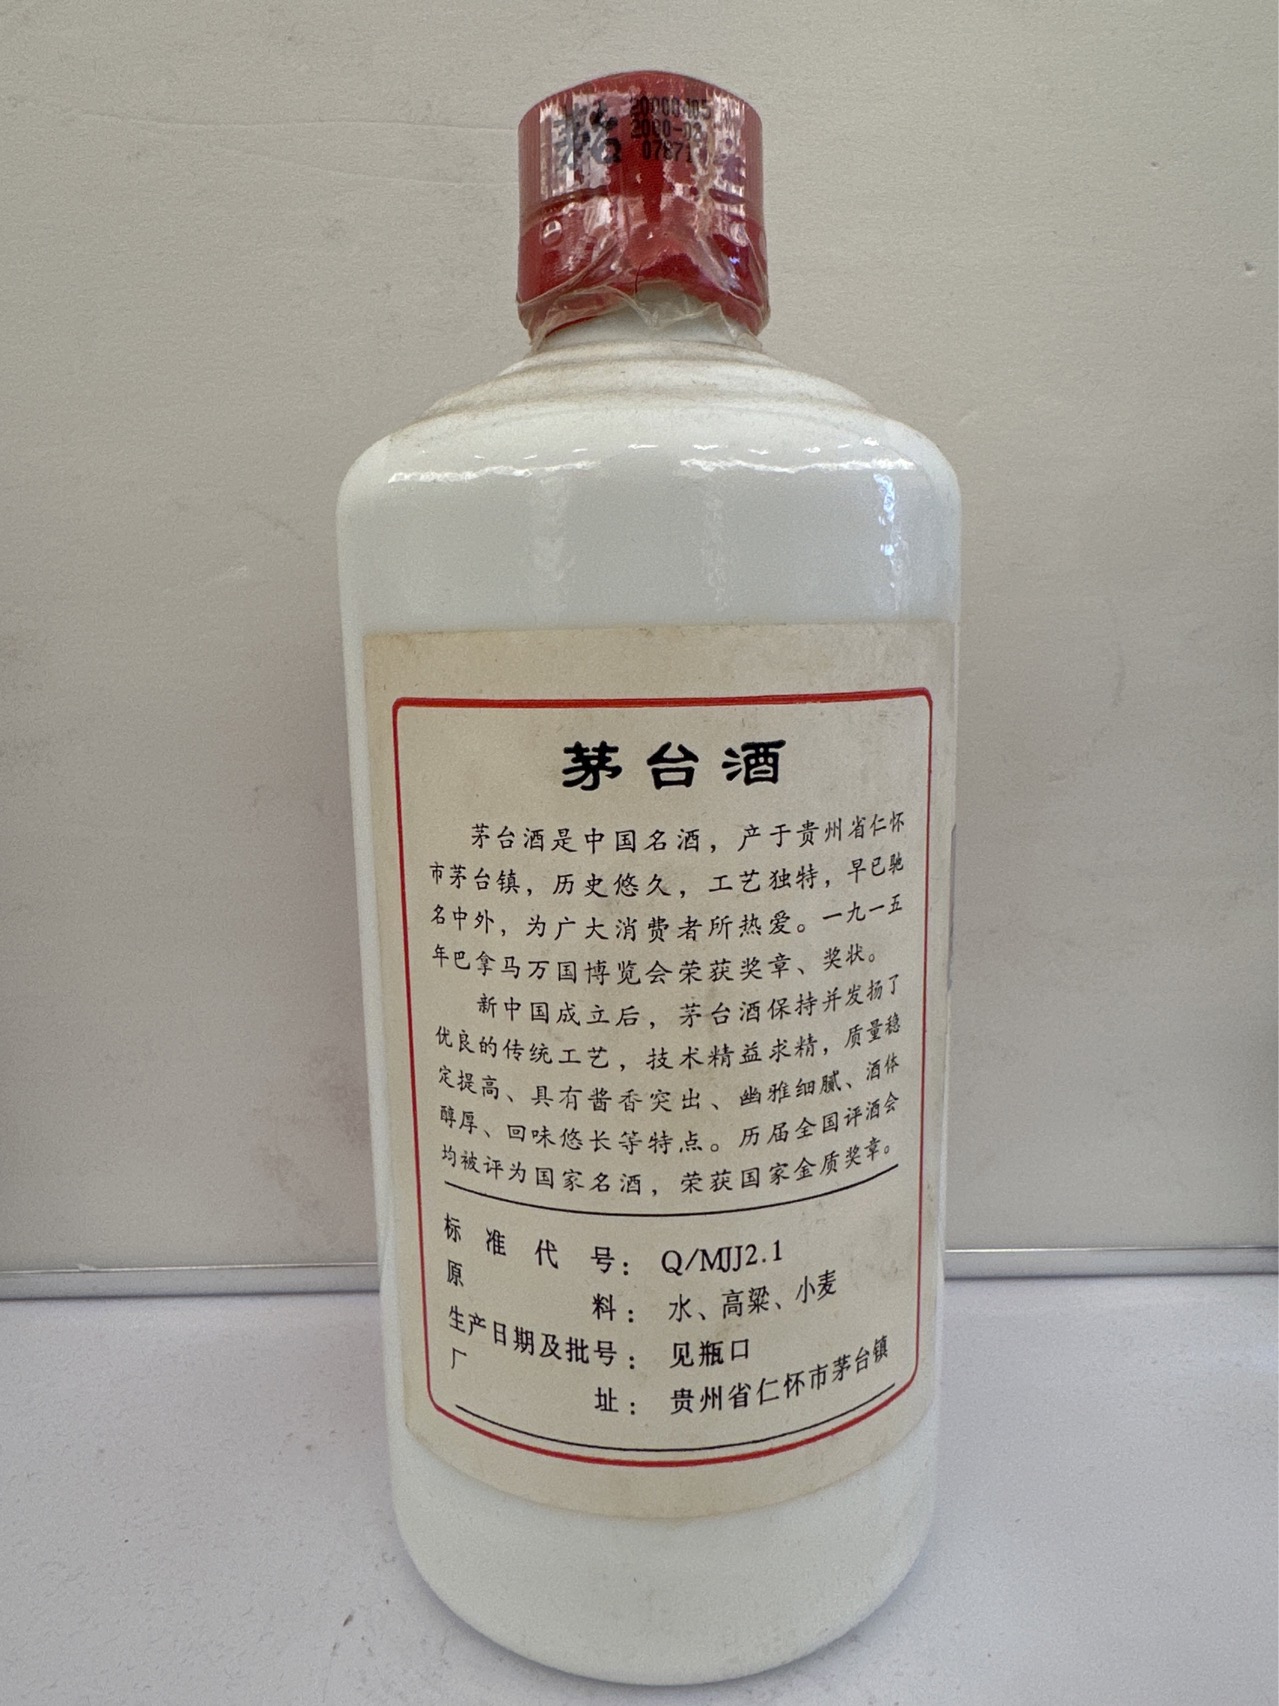 茅台
20000405
2000-02
07871
茅台酒
茅台酒是中国名酒，产于贵州省仁怀
市茅台镇，历史悠久，工艺独特，早已驰
名中外，为广大消费者所热爱。一九一五
年巴拿马万国博览会荣获奖章、奖状。
新中国成立后，茅台酒保持并发扬了
优良的传统工艺，技术精益求精，质量稳
定提高、具有酱香突出、幽雅细腻、酒体
醇厚、回味悠长等特点。历届全国评酒会
均被评为国家名酒，荣获国家金质奖章。
标准代号：Q/MJJ2.1
原料：水、高粱、小麦
生产日期及批号：见瓶口
厂址：贵州省仁怀市茅台镇